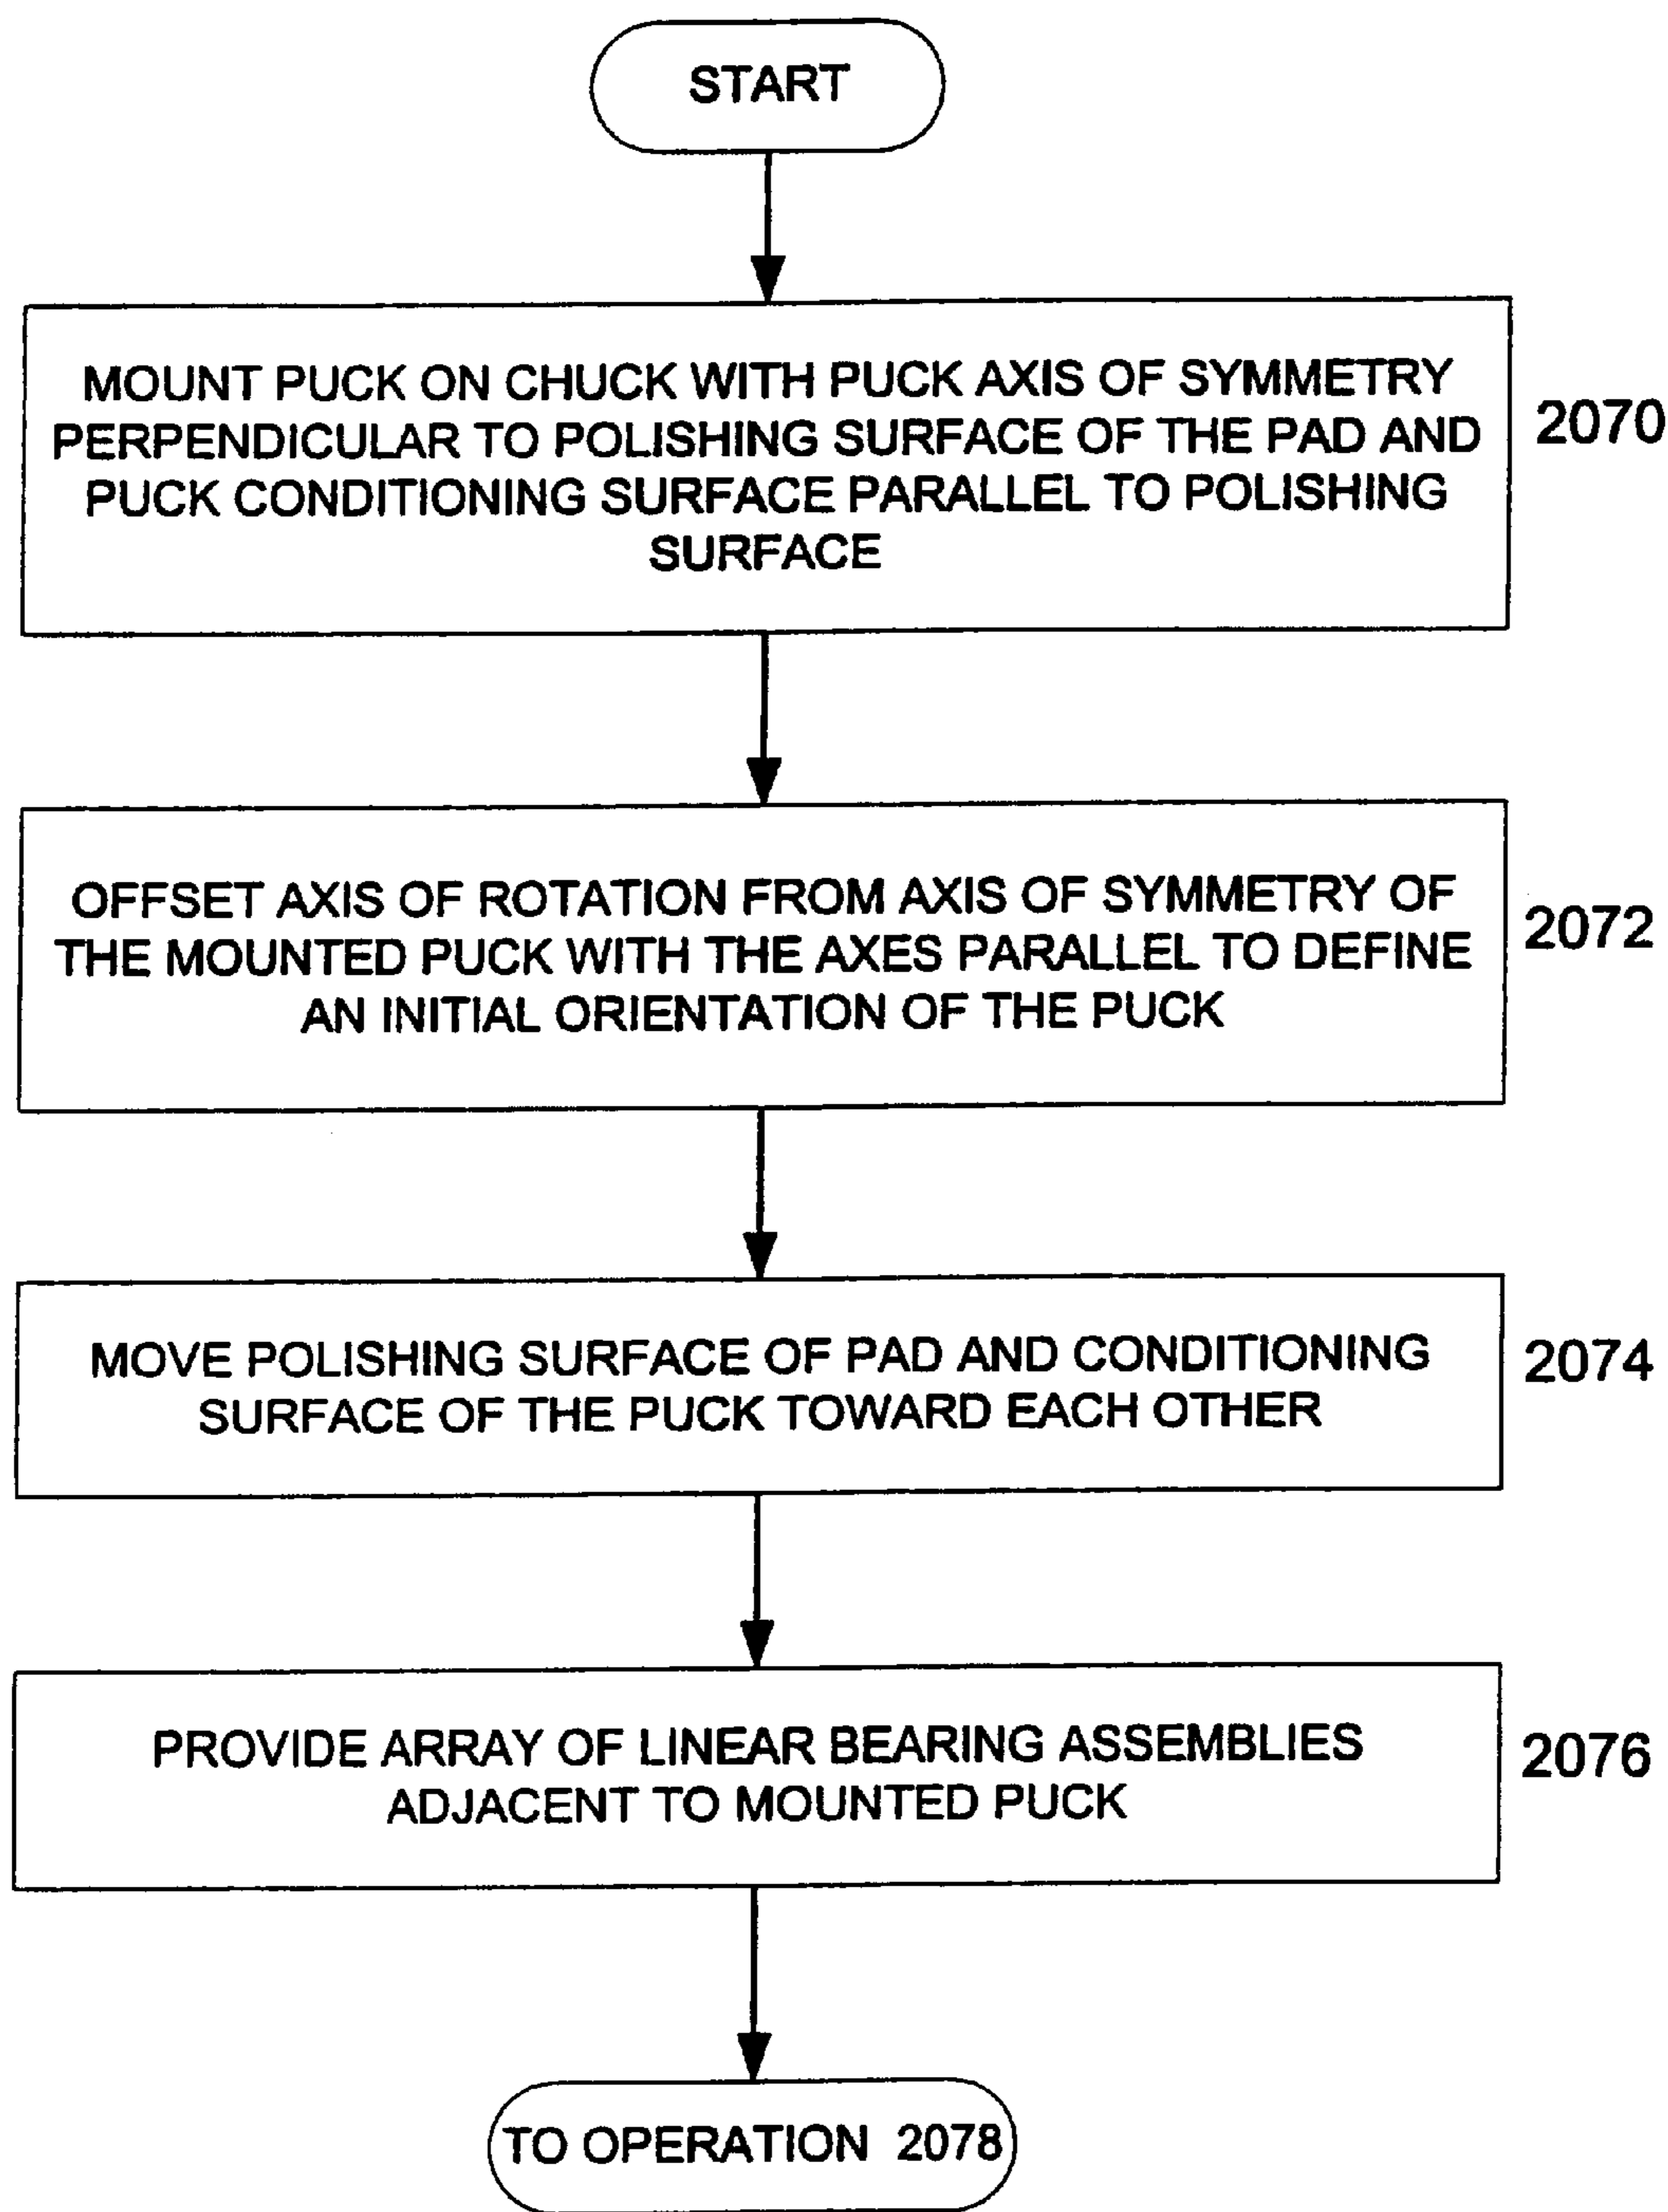 START
MOUNT PUCK ON CHUCK WITH PUCK AXIS OF SYMMETRY
PERPENDICULAR TO POLISHING SURFACE OF THE PAD AND
PUCK CONDITIONING SURFACE PARALLEL TO POLISHING
SURFACE
2070
OFFSET AXIS OF ROTATION FROM AXIS OF SYMMETRY OF
THE MOUNTED PUCK WITH THE AXES PARALLEL TO DEFINE
AN INITIAL ORIENTATION OF THE PUCK
2072
MOVE POLISHING SURFACE OF PAD AND CONDITIONING
SURFACE OF THE PUCK TOWARD EACH OTHER
2074
PROVIDE ARRAY OF LINEAR BEARING ASSEMBLIES
ADJACENT TO MOUNTED PUCK
2076
TO OPERATION 2078